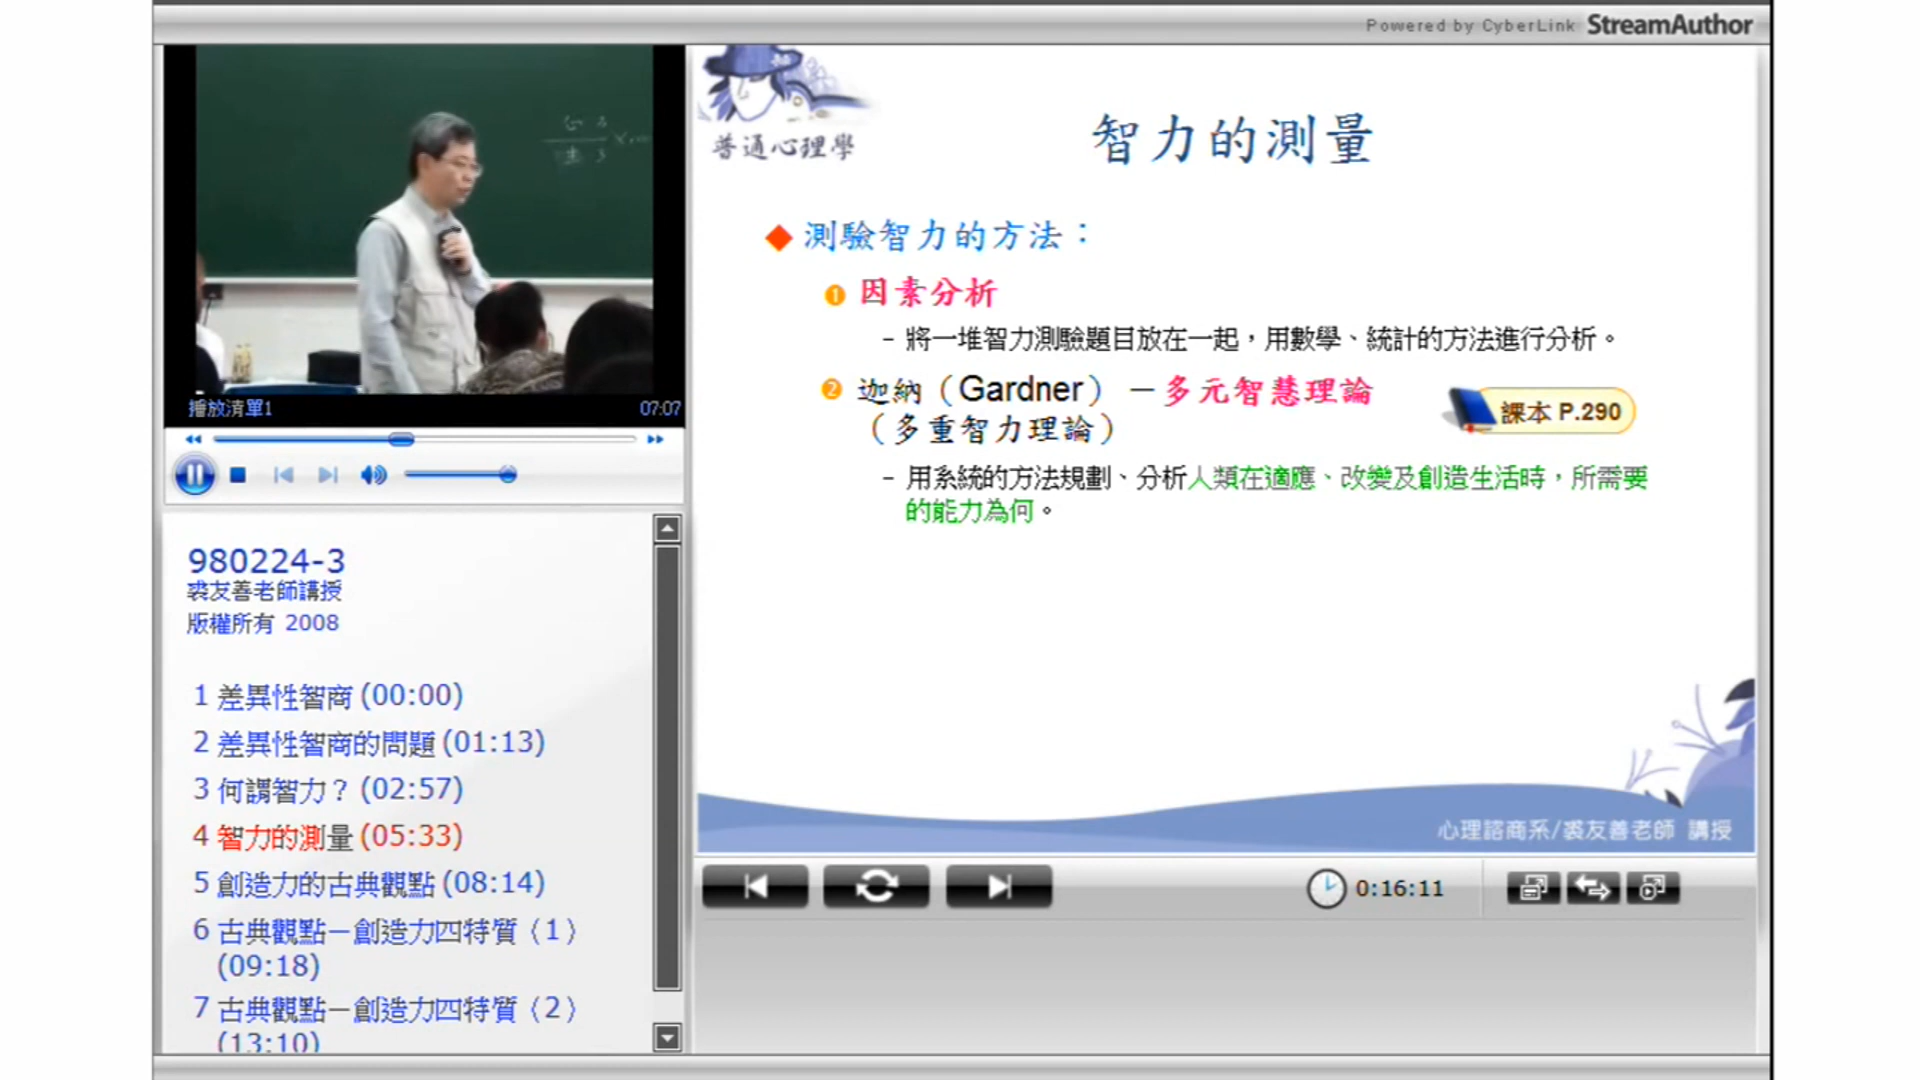 Powered by CyberLink StreamAuthor
播放清單1
07:07
980224-3
裘友善老師講授
版權所有 2008
1 差異性智商 (00:00)
2 差異性智商的問題 (01:13)
3 何謂智力？ (02:57)
4 智力的測量 (05:33)
5 創造力的古典觀點 (08:14)
6 古典觀點－創造力四特質（1）
(09:18)
7 古典觀點－創造力四特質（2）
(13:10)
普通心理學
智力的測量
測驗智力的方法：
1 因素分析
– 將一堆智力測驗題目放在一起，用數學、統計的方法進行分析。
2 迦納（Gardner）－多元智慧理論
（多重智力理論）
課本 P.290
– 用系統的方法規劃、分析人類在適應、改變及創造生活時，所需要
的能力為何。
心理諮商系/裘友善老師 講授
0:16:11